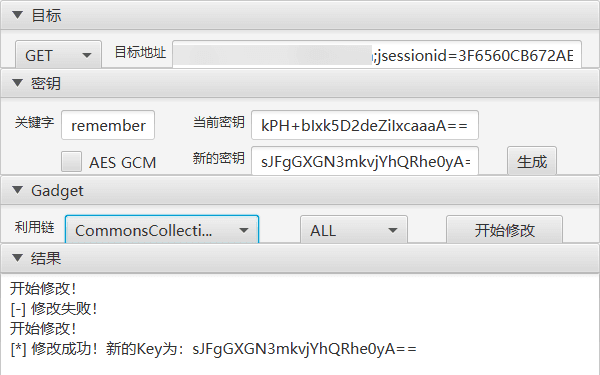 目标
GET 目标地址 ;jsessionid=3F6560CB672AE
密钥
关键字 remember 当前密钥 kPH+bIxk5D2deZiIxcaaaA==
AES GCM 新的密钥 sJFgGXGN3mkvjYhQRhe0yA=
生成
Gadget
利用链 CommonsCollecti... ALL 开始修改
结果
开始修改!
[-] 修改失败!
开始修改!
[*] 修改成功! 新的Key为: sJFgGXGN3mkvjYhQRhe0yA==